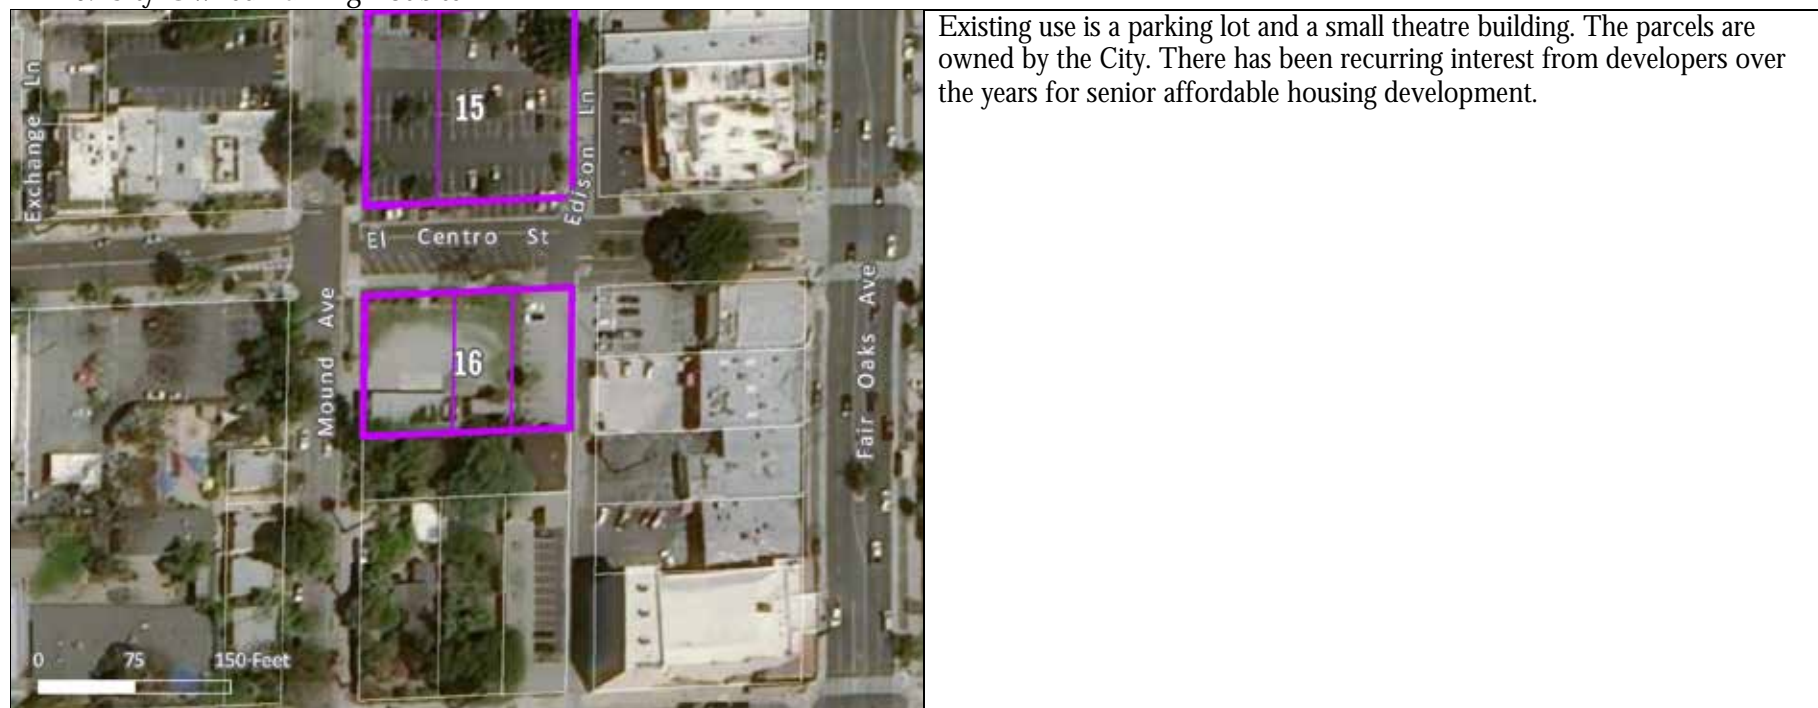 Existing use is a parking lot and a small theatre building. The parcels are
owned by the City. There has been recurring interest from developers over
the years for senior affordable housing development.
Exchange Ln
15
Edison Ln
El Centro St
Mound Ave
16
Fair Oaks Ave
0 75 150 Feet